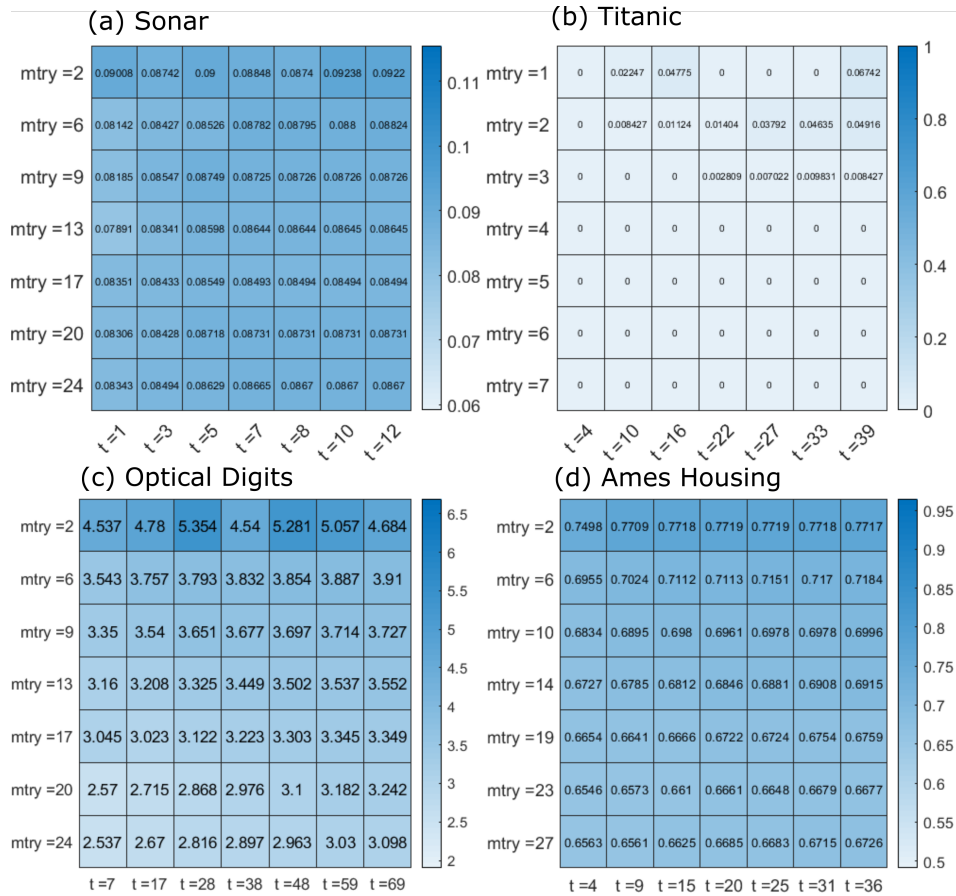 (a) Sonar
mtry =2 0.09008 0.08742 0.09 0.08848 0.0874 0.09238 0.0922
mtry =6 0.08142 0.08427 0.08526 0.08782 0.08795 0.088 0.08824
mtry =9 0.08185 0.08547 0.08749 0.08725 0.08726 0.08726 0.08726
mtry =13 0.07891 0.08341 0.08598 0.08644 0.08644 0.08645 0.08645
mtry =17 0.08351 0.08433 0.08549 0.08493 0.08494 0.08494 0.08494
mtry =20 0.08306 0.08428 0.08718 0.08731 0.08731 0.08731 0.08731
mtry =24 0.08343 0.08494 0.08629 0.08665 0.0867 0.0867 0.0867
t =1 t =3 t =5 t =7 t =8 t =10 t =12
0.11
0.1
0.09
0.08
0.07
0.06
(b) Titanic
mtry =1 0 0.02247 0.04775 0 0 0 0.06742
mtry =2 0 0.008427 0.01124 0.01404 0.03792 0.04635 0.04916
mtry =3 0 0 0 0.002809 0.007022 0.009831 0.008427
mtry =4 0 0 0 0 0 0 0
mtry =5 0 0 0 0 0 0 0
mtry =6 0 0 0 0 0 0 0
mtry =7 0 0 0 0 0 0 0
t =4 t =10 t =16 t =22 t =27 t =33 t =39
1
0.8
0.6
0.4
0.2
0
(c) Optical Digits
mtry =2 4.537 4.78 5.354 4.54 5.281 5.057 4.684
mtry =6 3.543 3.757 3.793 3.832 3.854 3.887 3.91
mtry =9 3.35 3.54 3.651 3.677 3.697 3.714 3.727
mtry =13 3.16 3.208 3.325 3.449 3.502 3.537 3.552
mtry =17 3.045 3.023 3.122 3.223 3.303 3.345 3.349
mtry =20 2.57 2.715 2.868 2.976 3.1 3.182 3.242
mtry =24 2.537 2.67 2.816 2.897 2.963 3.03 3.098
t =7 t =17 t =28 t =38 t =48 t =59 t =69
6.5
6
5.5
5
4.5
4
3.5
3
2.5
2
(d) Ames Housing
mtry =2 0.7498 0.7709 0.7718 0.7719 0.7719 0.7718 0.7717
mtry =6 0.6955 0.7024 0.7112 0.7113 0.7151 0.717 0.7184
mtry =10 0.6834 0.6895 0.698 0.6961 0.6978 0.6978 0.6996
mtry =14 0.6727 0.6785 0.6812 0.6846 0.6881 0.6908 0.6915
mtry =19 0.6654 0.6641 0.6666 0.6722 0.6724 0.6754 0.6759
mtry =23 0.6546 0.6573 0.661 0.6661 0.6648 0.6679 0.6677
mtry =27 0.6563 0.6561 0.6625 0.6685 0.6683 0.6715 0.6726
t =4 t =9 t =15 t =20 t =25 t =31 t =36
0.95
0.9
0.85
0.8
0.75
0.7
0.65
0.6
0.55
0.5